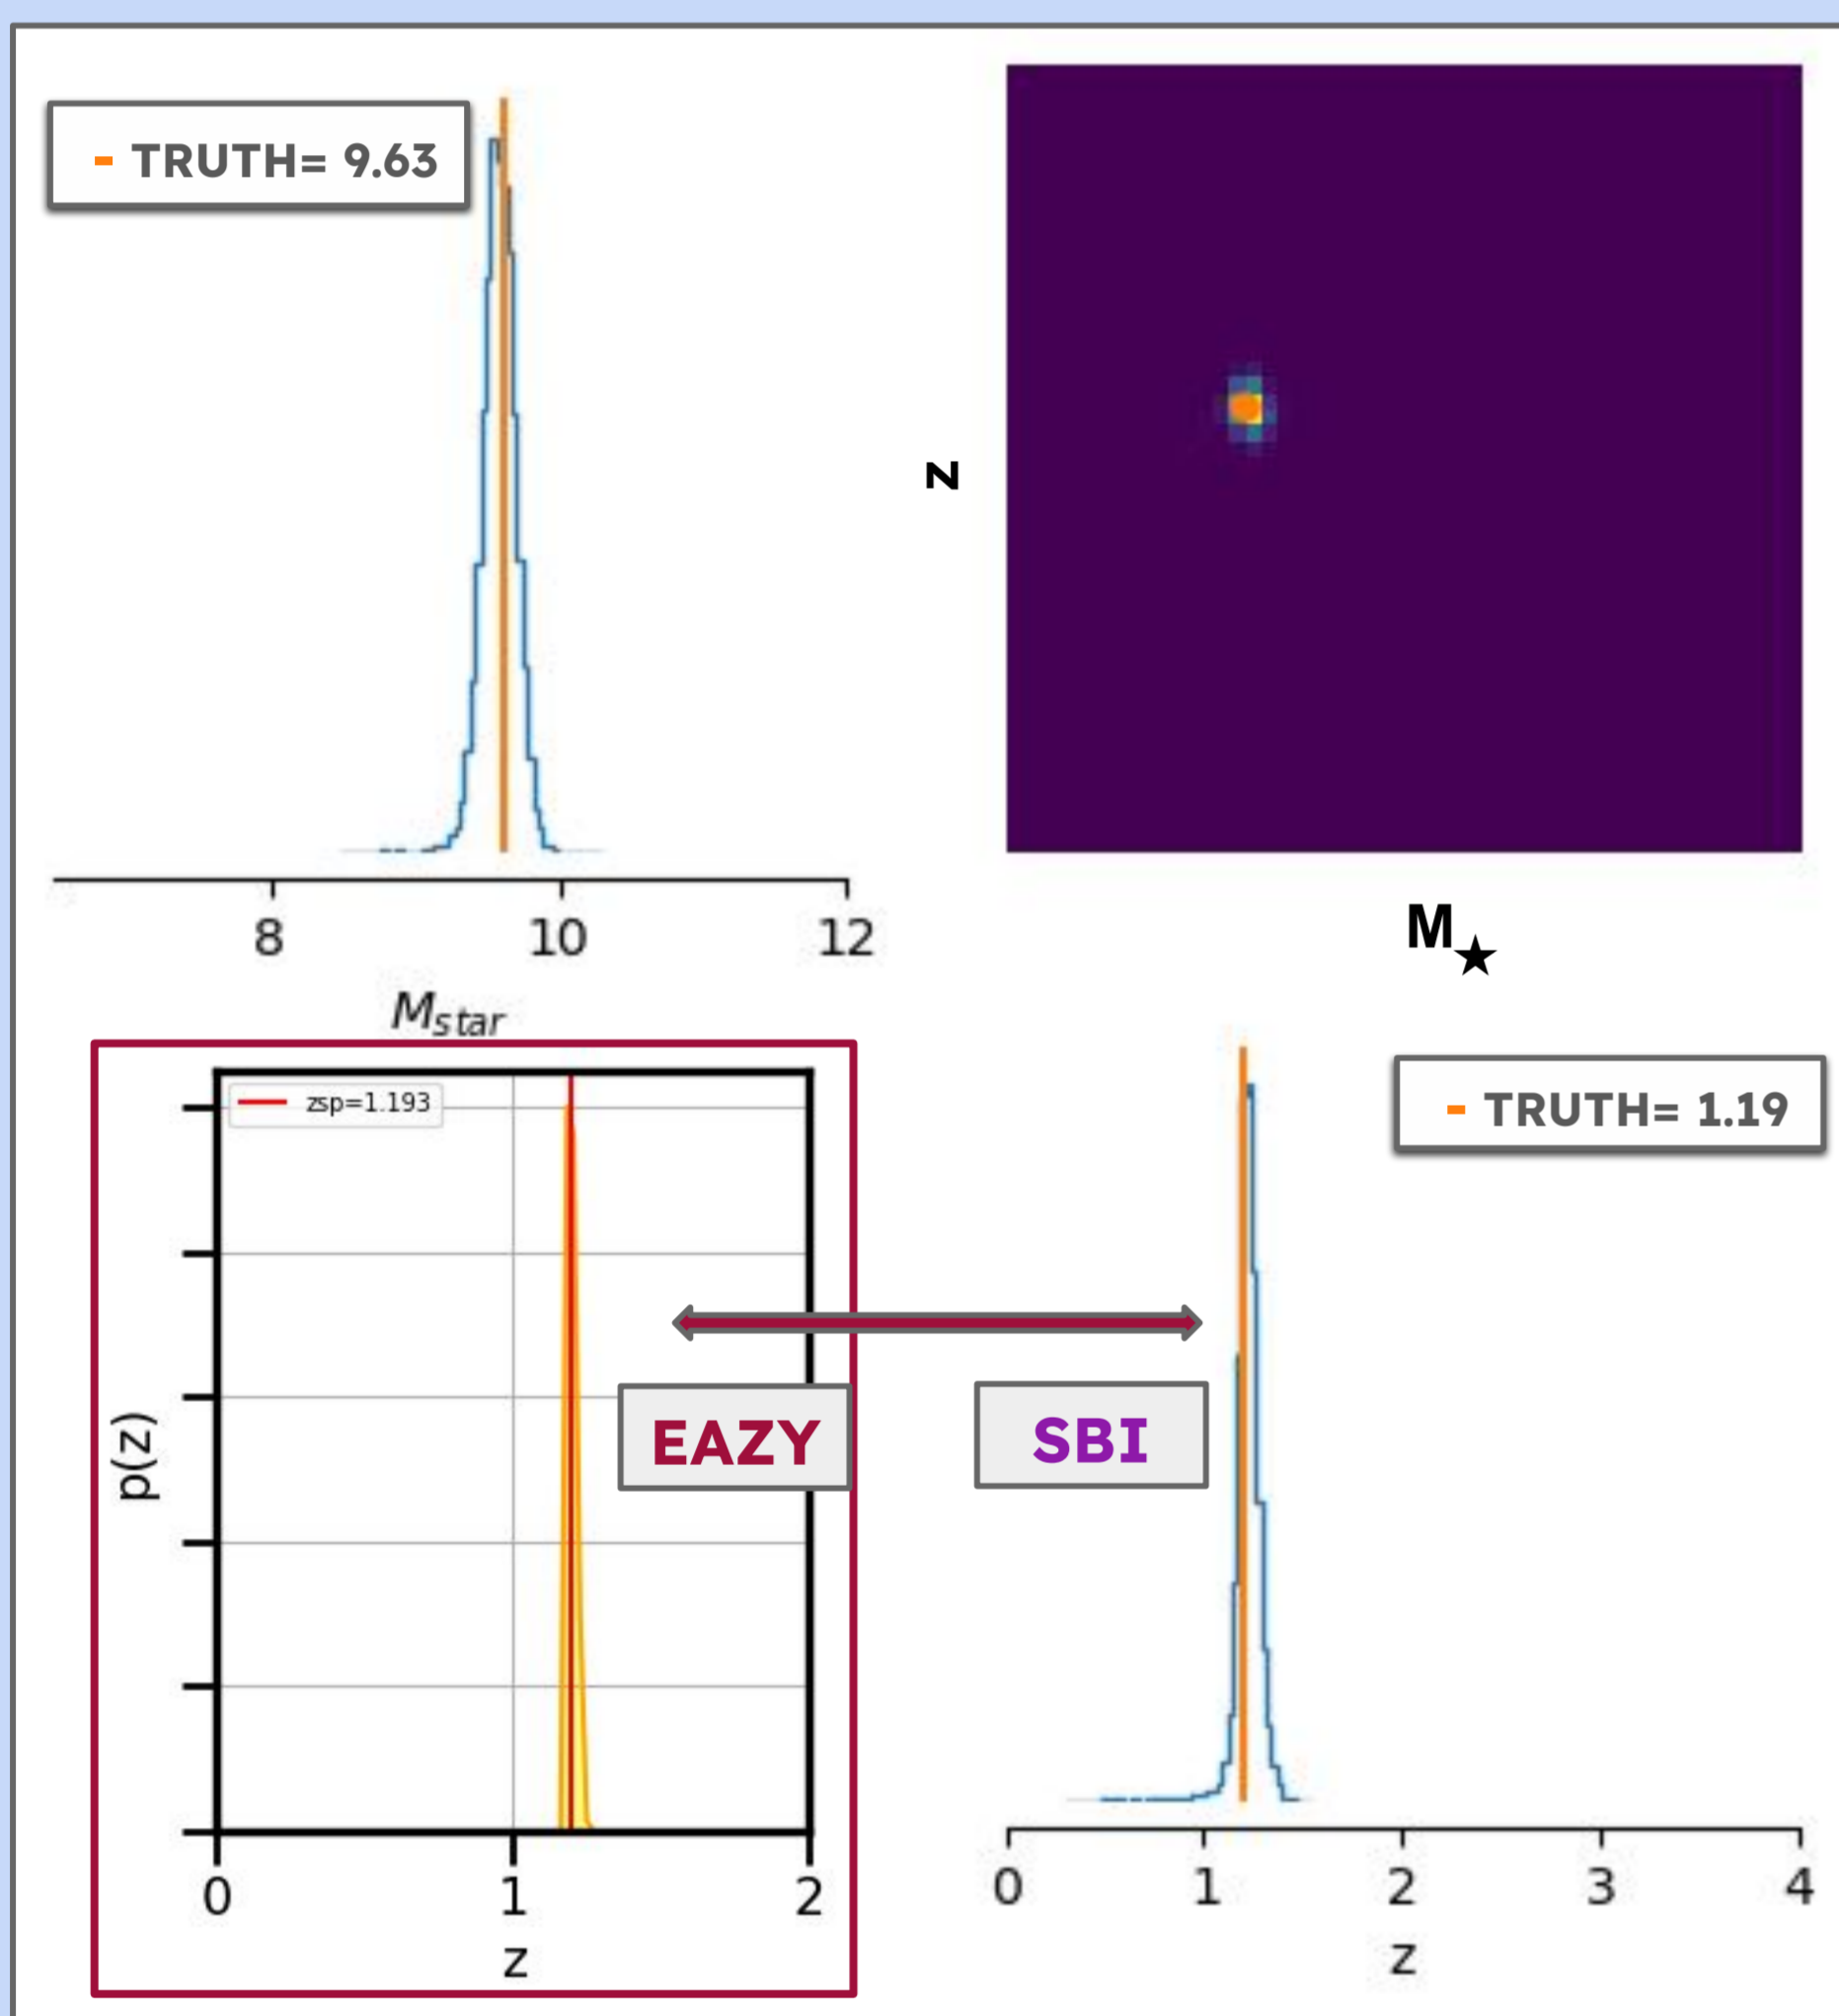 - TRUTH= 9.63
8 10 12
M_star
z
M★
zsp=1.193
p(z)
0 1 2
z
EAZY
SBI
- TRUTH= 1.19
0 1 2 3 4
z